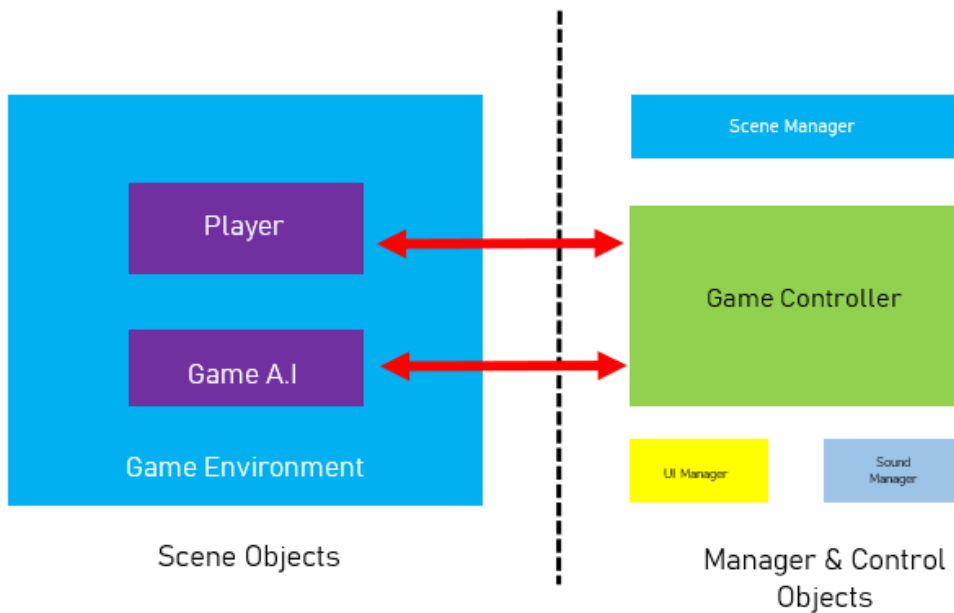 Scene Manager
Player
Game Controller
Game A.I
Game Environment
UI Manager
Sound
Manager
Scene Objects
Manager & Control
Objects